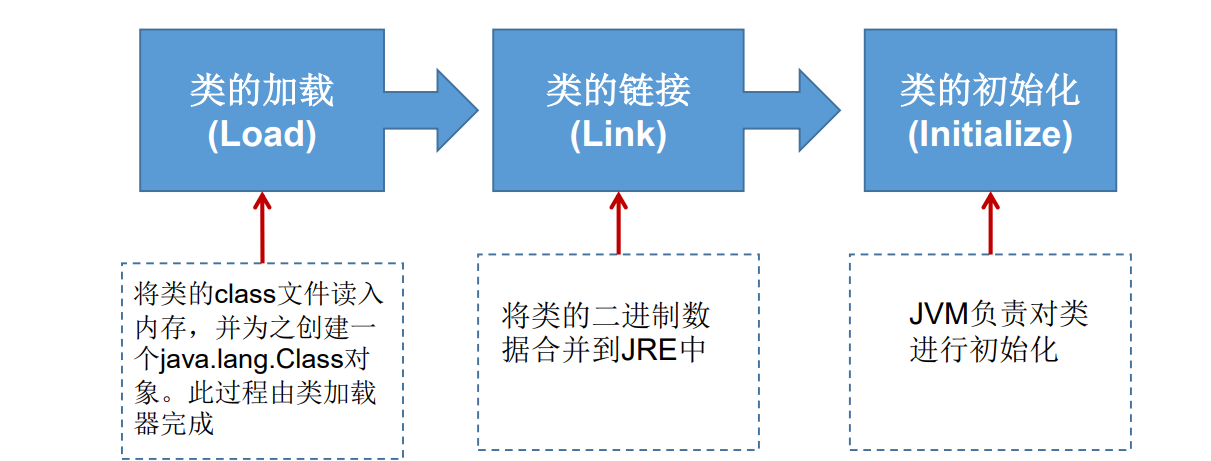 类的加载
(Load)
类的链接
(Link)
类的初始化
(Initialize)
将类的class文件读入
内存，并为之创建一
个java.lang.Class对
象。此过程由类加载
器完成
将类的二进制数
据合并到JRE中
JVM负责对类
进行初始化